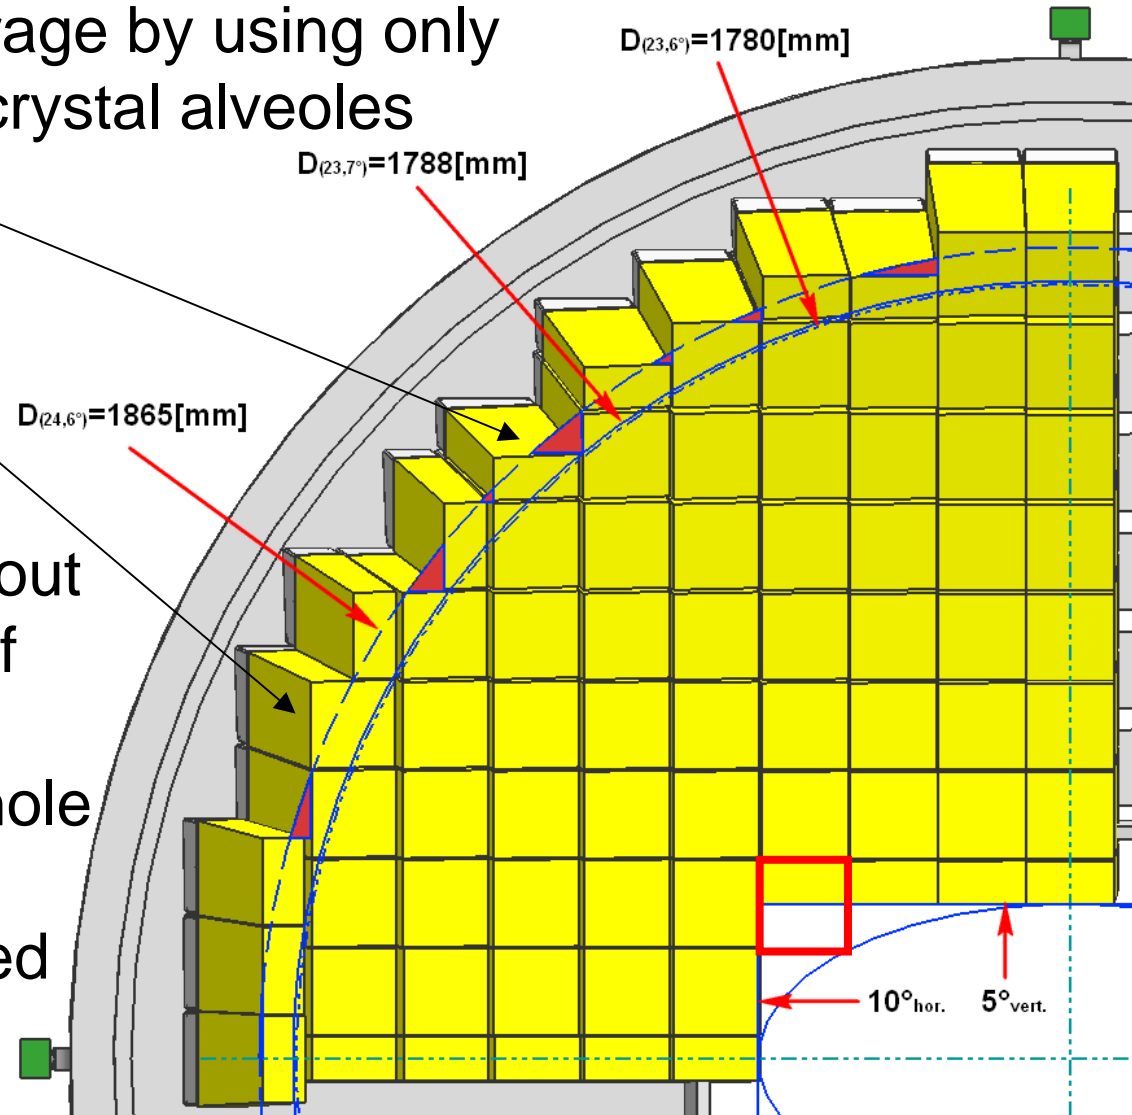 rage by using only
crystal alveoles
D(23,6°)=1780[mm]
D(23,7°)=1788[mm]
D(24,6°)=1865[mm]
out
f
hole
ed
10°hor.
5°vert.